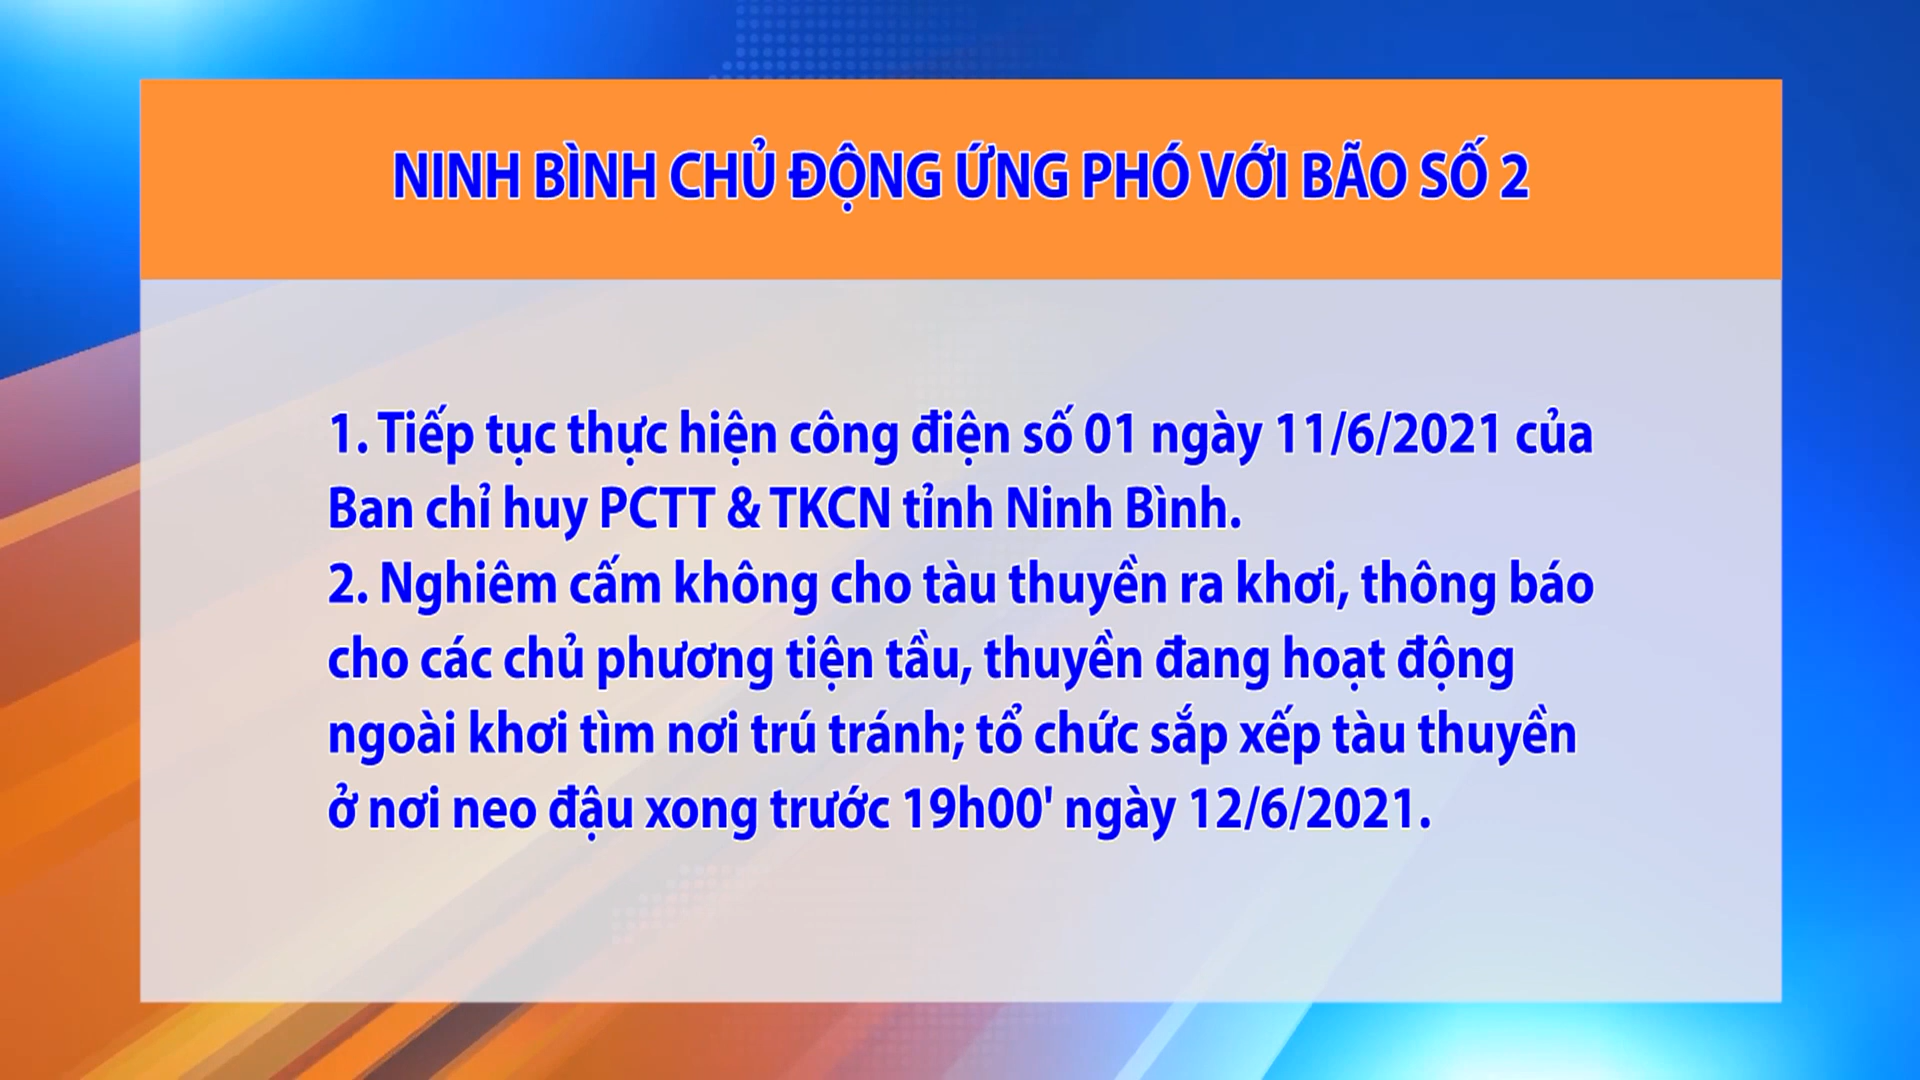 NINH BÌNH CHỦ ĐỘNG ỨNG PHÓ VỚI BÃO SỐ 2
1. Tiếp tục thực hiện công điện số 01 ngày 11/6/2021 của
Ban chỉ huy PCTT & TKCN tỉnh Ninh Bình.
2. Nghiêm cấm không cho tàu thuyền ra khơi, thông báo
cho các chủ phương tiện tầu, thuyền đang hoạt động
ngoài khơi tìm nơi trú tránh; tổ chức sắp xếp tàu thuyền
ở nơi neo đậu xong trước 19h00' ngày 12/6/2021.